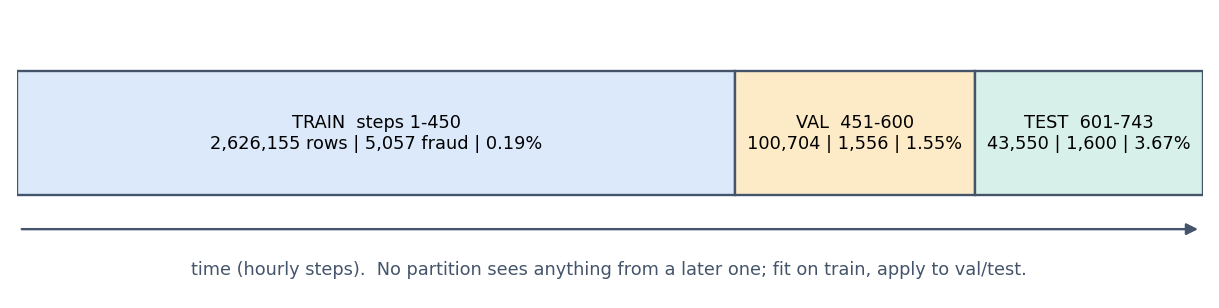 TRAIN  steps 1-450
2,626,155 rows | 5,057 fraud | 0.19%
VAL  451-600
100,704 | 1,556 | 1.55%
TEST  601-743
43,550 | 1,600 | 3.67%
time (hourly steps).  No partition sees anything from a later one; fit on train, apply to val/test.